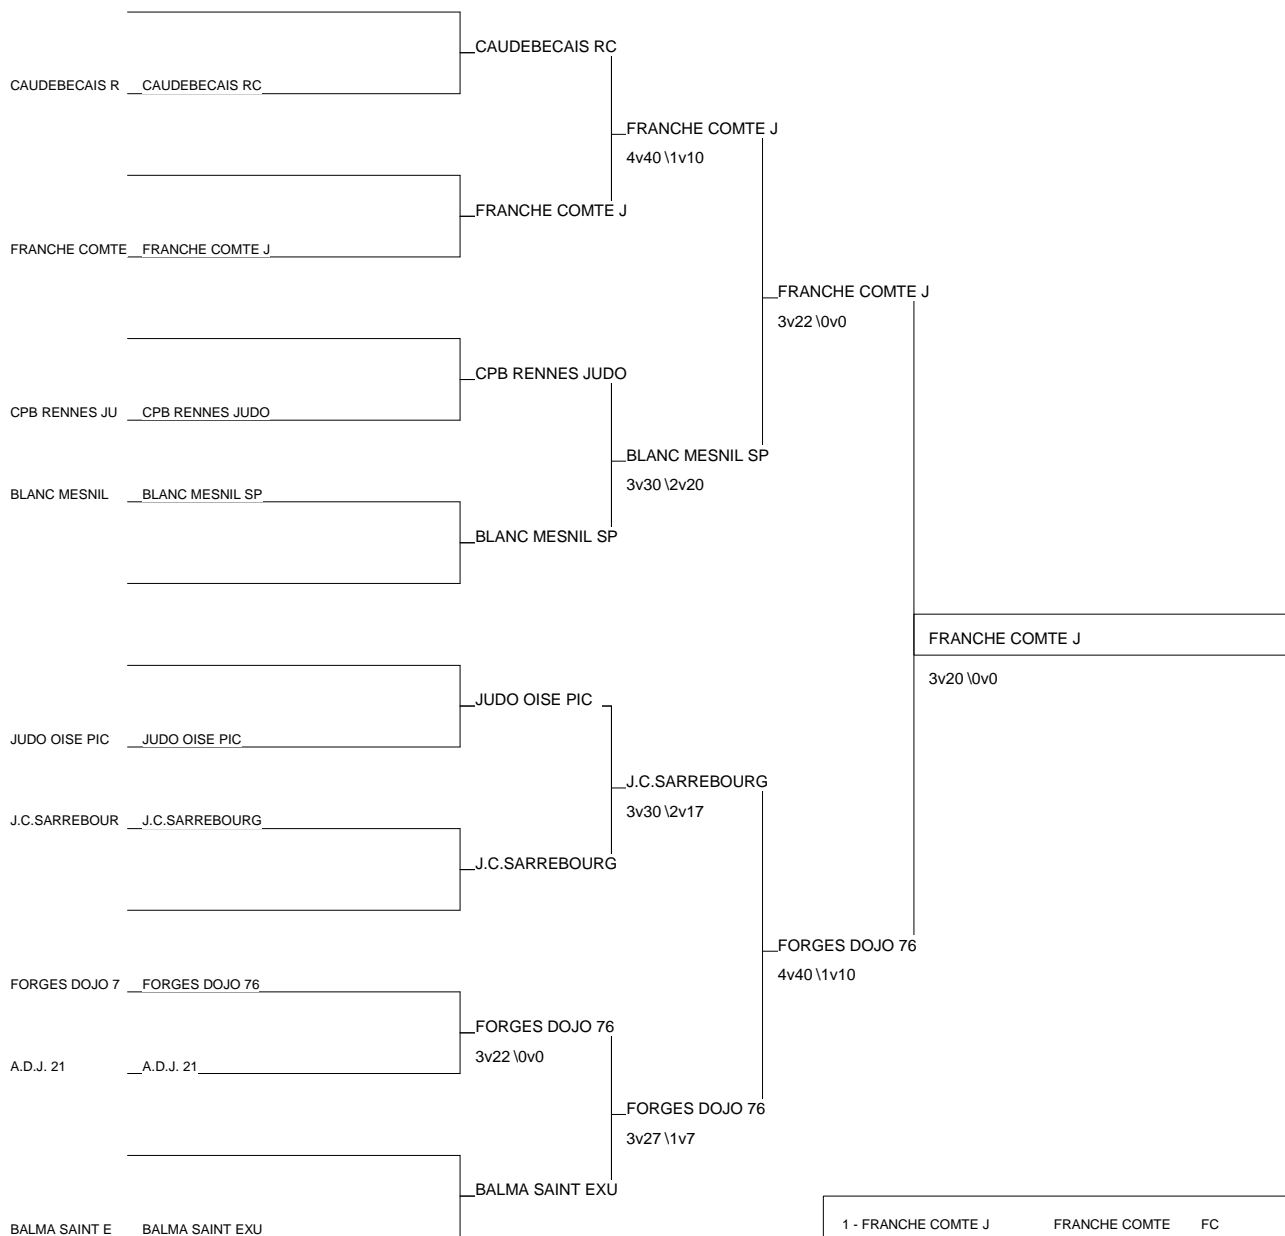 CAUDEBECAIS RC
CAUDEBECAIS R CAUDEBECAIS RC
FRANCHE COMTE J
4v40 \1v10
FRANCHE COMTE J
FRANCHE COMTE FRANCHE COMTE J
FRANCHE COMTE J
3v22 \0v0
CPB RENNES JUDO
CPB RENNES JU CPB RENNES JUDO
BLANC MESNIL SP
3v30 \2v20
BLANC MESNIL BLANC MESNIL SP
BLANC MESNIL SP
FRANCHE COMTE J
3v20 \0v0
JUDO OISE PIC
JUDO OISE PIC JUDO OISE PIC
J.C.SARREBOURG
3v30 \2v17
J.C.SARREBOUR J.C.SARREBOURG
J.C.SARREBOURG
FORGES DOJO 76
4v40 \1v10
FORGES DOJO 7 FORGES DOJO 76
FORGES DOJO 76
3v22 \0v0
A.D.J. 21 A.D.J. 21
FORGES DOJO 76
3v27 \1v7
BALMA SAINT EXU
BALMA SAINT E BALMA SAINT EXU
1 - FRANCHE COMTE J FRANCHE COMTE FC